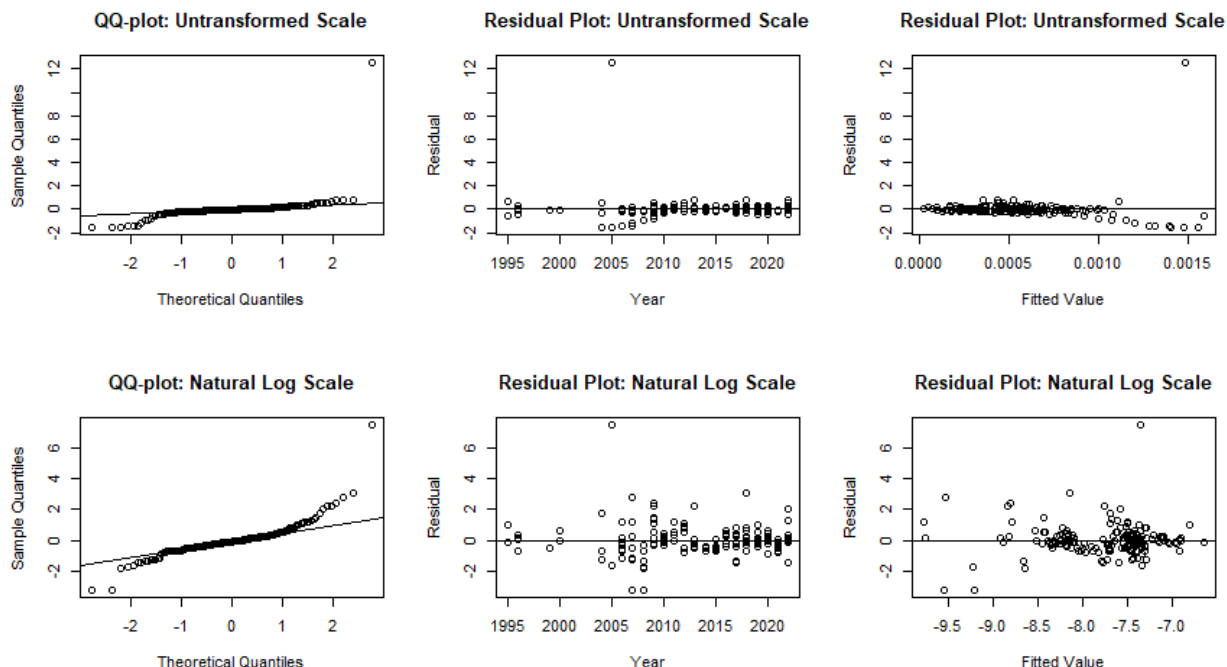 QQ-plot: Untransformed Scale
Sample Quantiles
12
8
6
4
2
0
-2
-2 -1 0 1 2
Theoretical Quantiles
Residual Plot: Untransformed Scale
Residual
12
8
6
4
2
0
-2
1995 2000 2005 2010 2015 2020
Year
Residual Plot: Untransformed Scale
Residual
12
8
6
4
2
0
-2
0.0000 0.0005 0.0010 0.0015
Fitted Value
QQ-plot: Natural Log Scale
Sample Quantiles
6
4
2
0
-2
-2 -1 0 1 2
Theoretical Quantiles
Residual Plot: Natural Log Scale
Residual
6
4
2
0
-2
1995 2000 2005 2010 2015 2020
Year
Residual Plot: Natural Log Scale
Residual
6
4
2
0
-2
-9.5 -9.0 -8.5 -8.0 -7.5 -7.0
Fitted Value